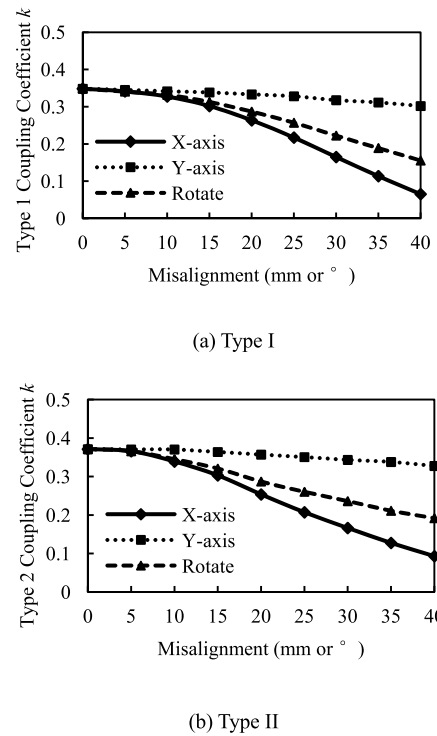 Type 1 Coupling Coefficient k
0.5
0.4
0.3
0.2
0.1
0
X-axis
Y-axis
Rotate
0 5 10 15 20 25 30 35 40
Misalignment (mm or °)
(a) Type I
Type 2 Coupling Coefficient k
0.5
0.4
0.3
0.2
0.1
0
X-axis
Y-axis
Rotate
0 5 10 15 20 25 30 35 40
Misalignment (mm or °)
(b) Type II